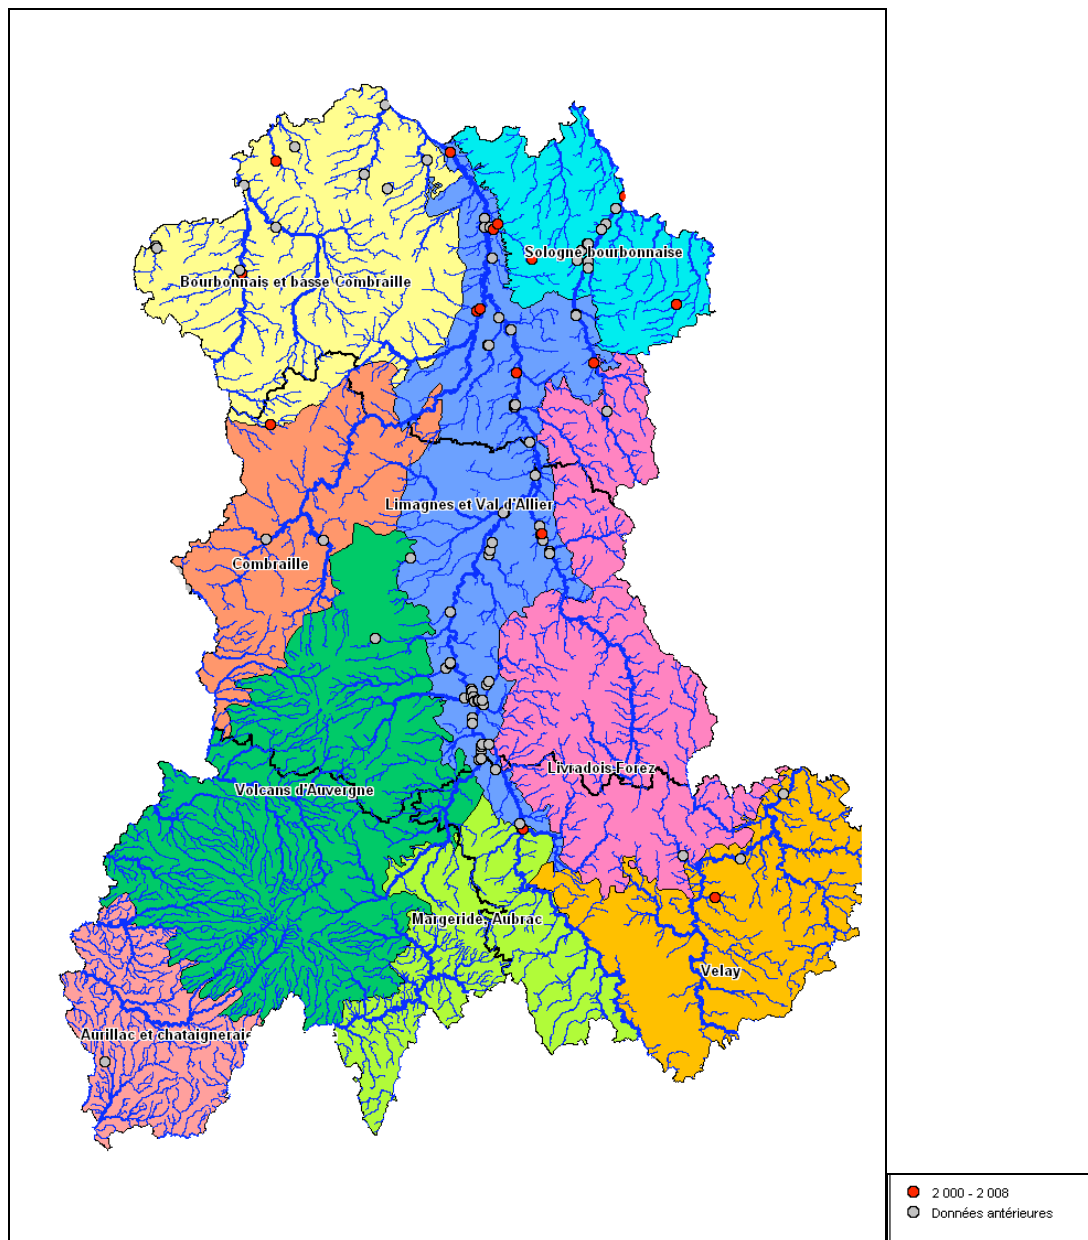 Sologne bourbonnaise
Bourbonnais et basse Combraille
Limagnes et Val d'Allier
Combraille
Livradois-Forez
Volcans d'Auvergne
Margeride, Aubrac
Velay
Aurillac et chataigneraie
2 000 - 2 008
Données antérieures